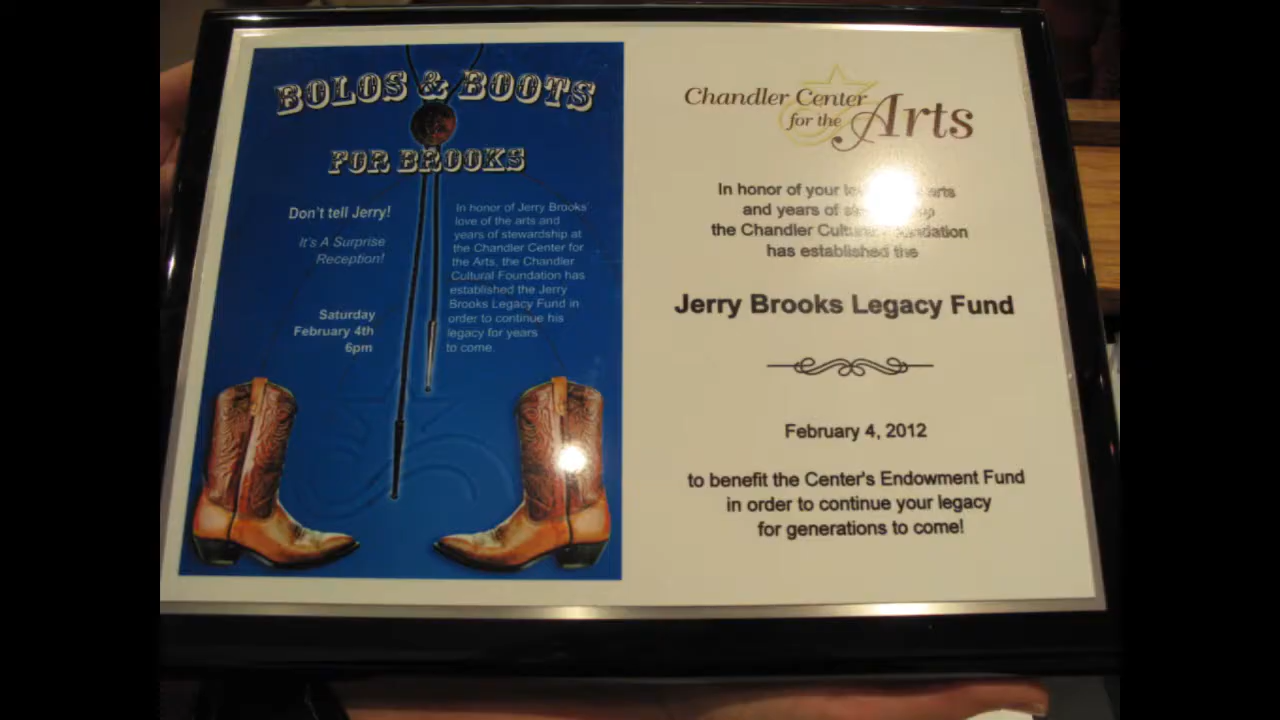 BOLOS & BOOTS
FOR BROOKS
Don't tell Jerry!
It's A Surprise
Reception!
Saturday
February 4th
6pm
In honor of Jerry Brooks'
love of the arts and
years of stewardship at
the Chandler Center for
the Arts, the Chandler
Cultural Foundation has
established the Jerry
Brooks Legacy Fund in
order to continue his
legacy for years
to come.
Chandler Center
for the Arts
In honor of your arts
and years of
the Chandler Cultural Foundation
has established the
Jerry Brooks Legacy Fund
February 4, 2012
to benefit the Center's Endowment Fund
in order to continue your legacy
for generations to come!